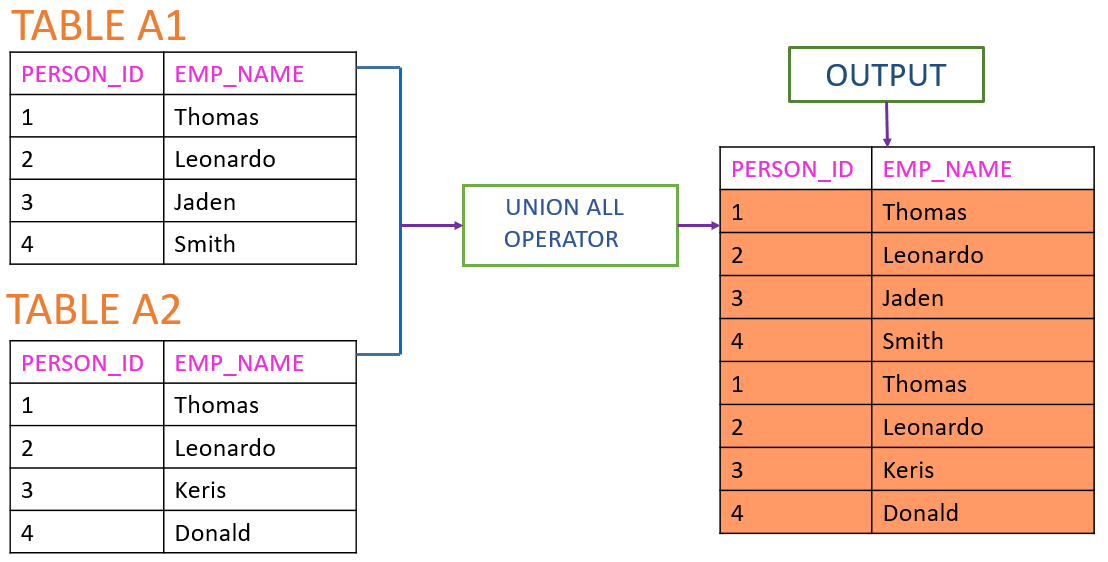 TABLE A1
PERSON_ID EMP_NAME
1 Thomas
2 Leonardo
3 Jaden
4 Smith
TABLE A2
PERSON_ID EMP_NAME
1 Thomas
2 Leonardo
3 Keris
4 Donald
UNION ALL
OPERATOR
OUTPUT
PERSON_ID EMP_NAME
1 Thomas
2 Leonardo
3 Jaden
4 Smith
1 Thomas
2 Leonardo
3 Keris
4 Donald